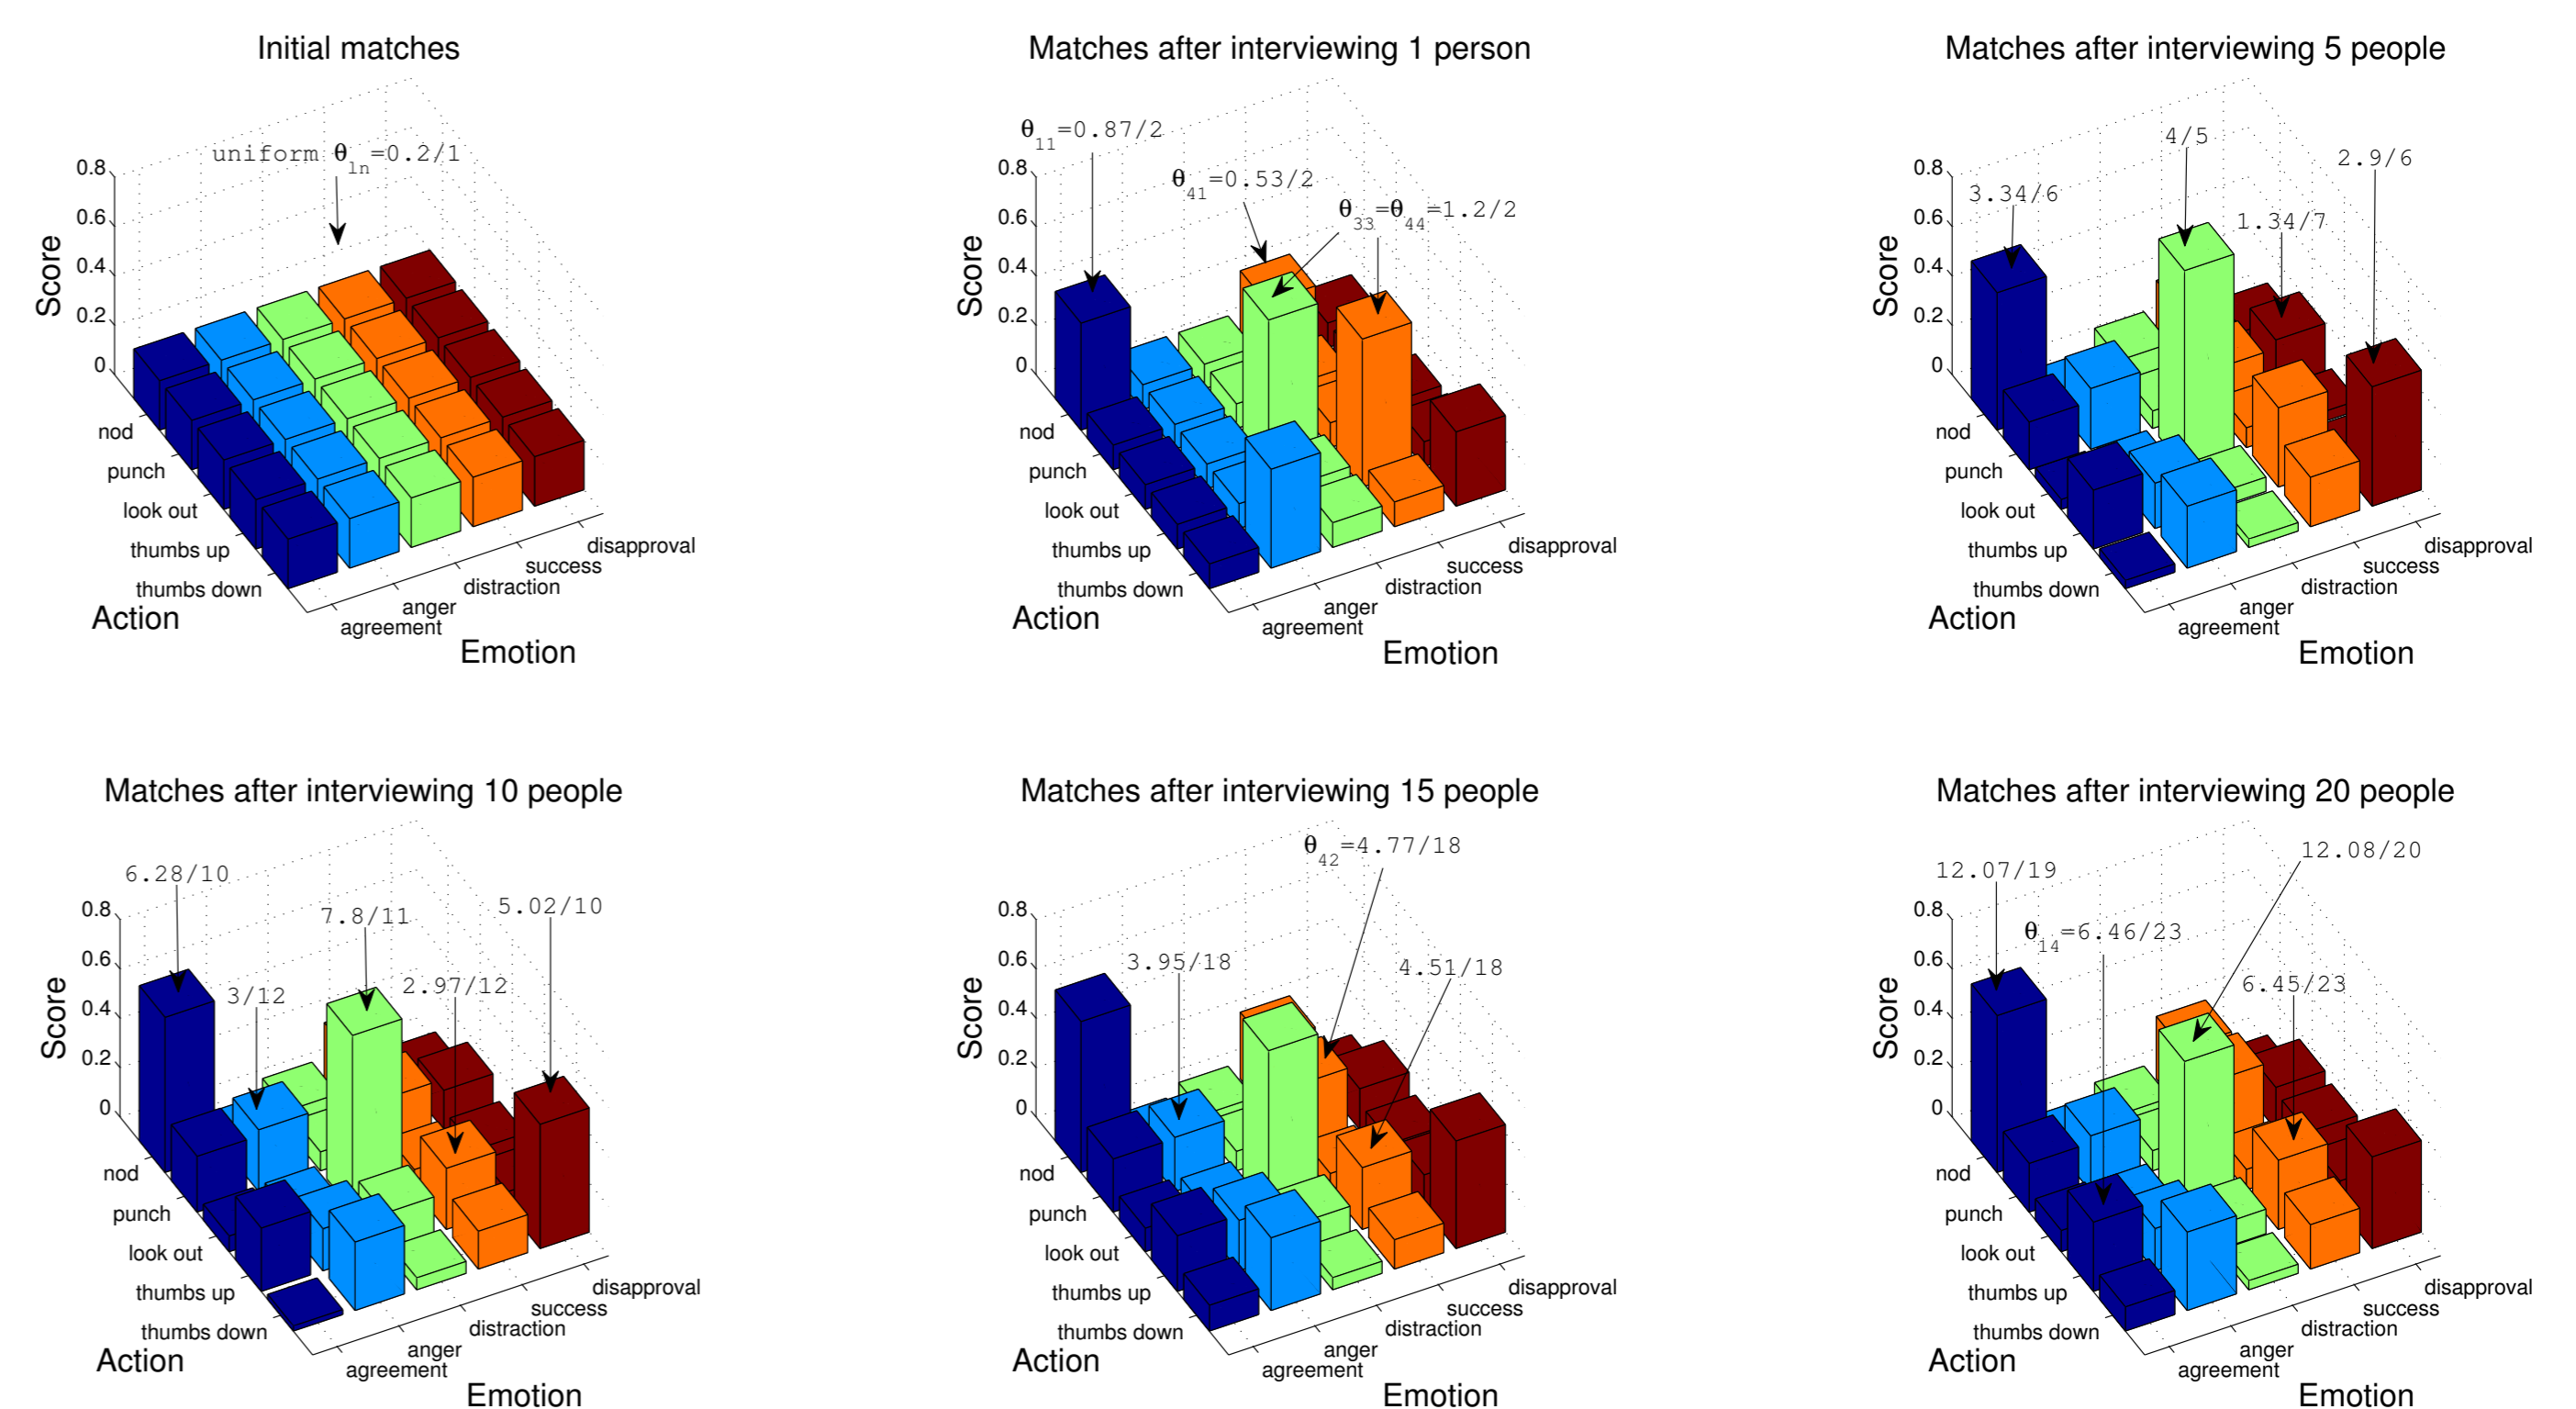 Initial matches
uniform θln=0.2/1
0.8
0.6
0.4
0.2
0
Score
nod
punch
look out
thumbs up
thumbs down
Action
agreement
anger
distraction
success
disapproval
Emotion
Matches after interviewing 1 person
θ11=0.87/2
θ41=0.53/2
θ33=θ44=1.2/2
0.8
0.6
0.4
0.2
0
Score
nod
punch
look out
thumbs up
thumbs down
Action
agreement
anger
distraction
success
disapproval
Emotion
Matches after interviewing 5 people
3.34/6
4/5
1.34/7
2.9/6
0.8
0.6
0.4
0.2
0
Score
nod
punch
look out
thumbs up
thumbs down
Action
agreement
anger
distraction
success
disapproval
Emotion
Matches after interviewing 10 people
6.28/10
3/12
7.8/11
2.97/12
5.02/10
0.8
0.6
0.4
0.2
0
Score
nod
punch
look out
thumbs up
thumbs down
Action
agreement
anger
distraction
success
disapproval
Emotion
Matches after interviewing 15 people
θ42=4.77/18
3.95/18
4.51/18
0.8
0.6
0.4
0.2
0
Score
nod
punch
look out
thumbs up
thumbs down
Action
agreement
anger
distraction
success
disapproval
Emotion
Matches after interviewing 20 people
12.07/19
θ14=6.46/23
12.08/20
6.45/23
0.8
0.6
0.4
0.2
0
Score
nod
punch
look out
thumbs up
thumbs down
Action
agreement
anger
distraction
success
disapproval
Emotion